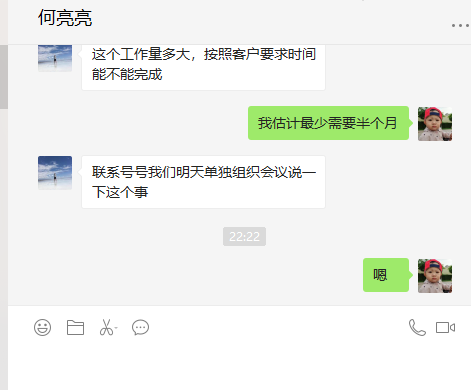 何亮亮
这个工作量多大，按照客户要求时间
能不能完成
我估计最少需要半个月
联系号号我们明天单独组织会议说一
下这个事
22:22
嗯